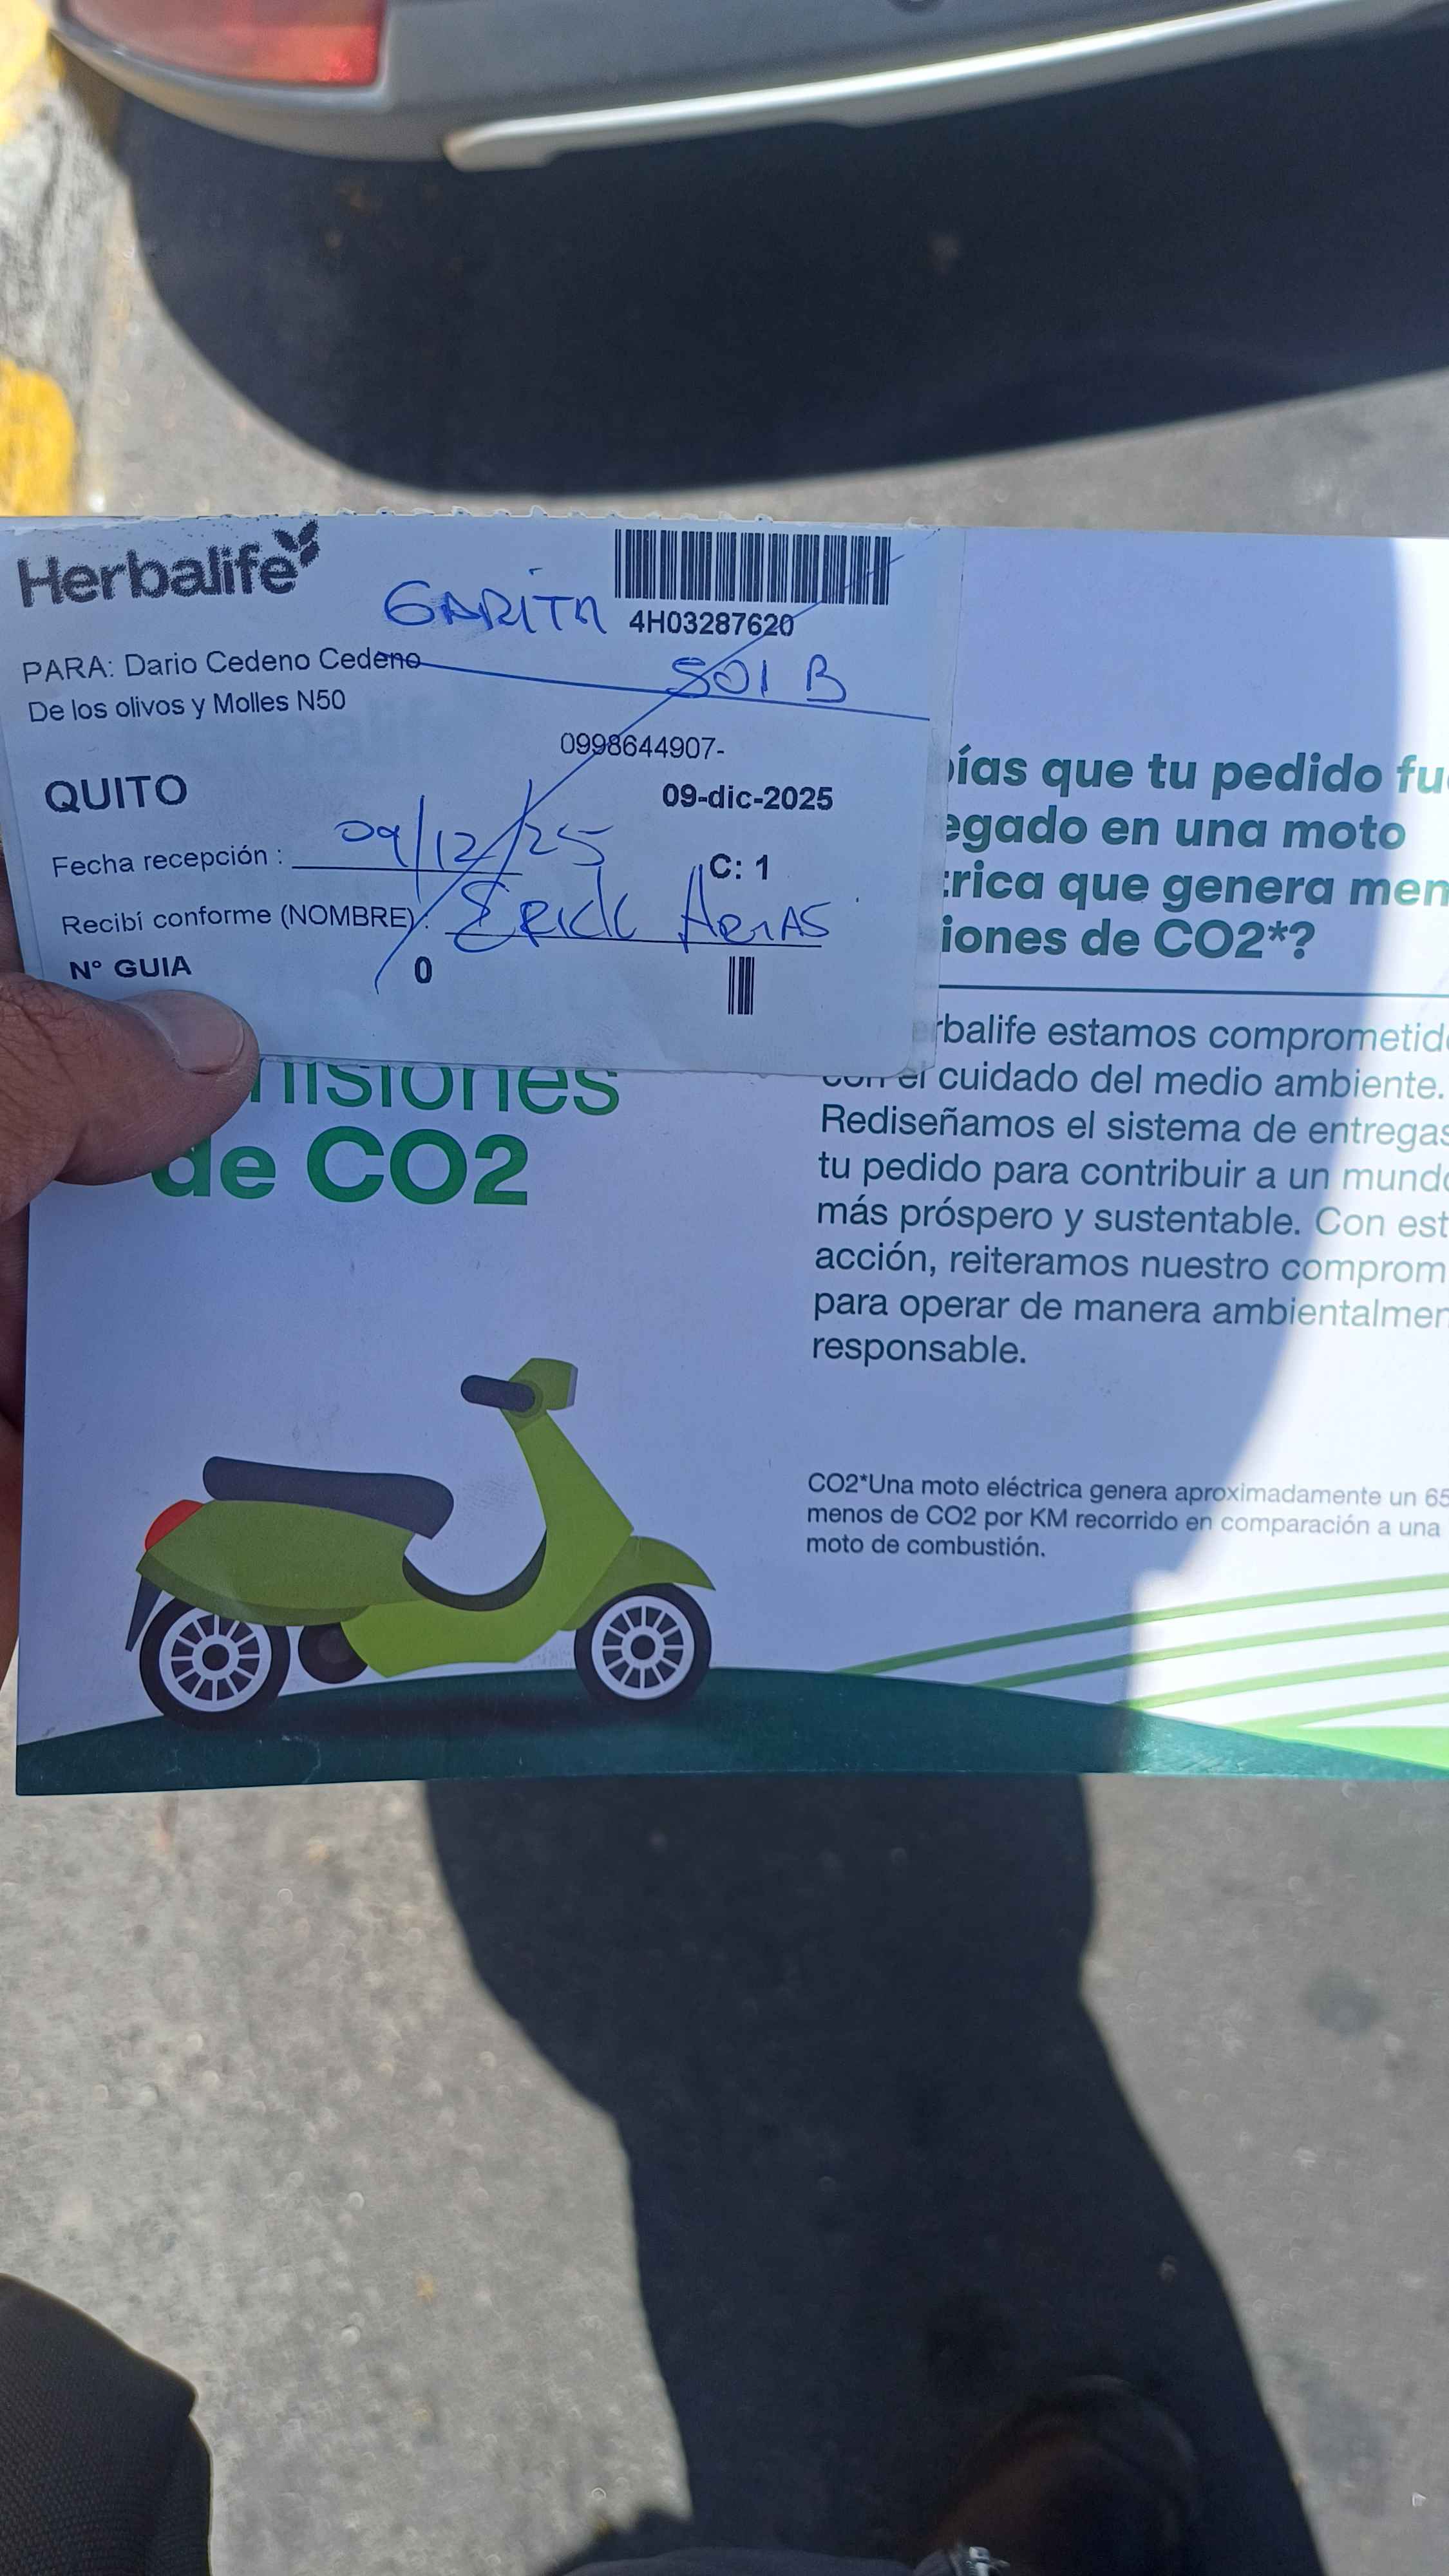 Herbalife
GARITA
4H03287620
PARA: Dario Cedeno Cedeno
501 B
De los olivos y Molles N50
0998644907-
QUITO
09-dic-2025
Fecha recepción : 09/12/25
C: 1
Recibí conforme (NOMBRE): Erick Arias
N° GUIA 0
misiones
de CO2
ías que tu pedido fu
egado en una moto
trica que genera men
iones de CO2*?
erbalife estamos comprometid
con el cuidado del medio ambiente.
Rediseñamos el sistema de entregas
tu pedido para contribuir a un mundo
más próspero y sustentable. Con est
acción, reiteramos nuestro comprom
para operar de manera ambientalmen
responsable.
CO2*Una moto eléctrica genera aproximadamente un 65
menos de CO2 por KM recorrido en comparación a una
moto de combustión.